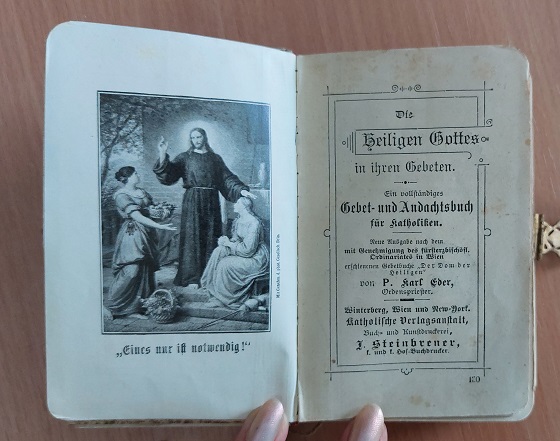 „Eines nur ist notwendig!“
Die
Heiligen Gottes
in ihren Gebeten.
Ein vollständiges
Gebet- und Andachtsbuch
für Katholiken.
Neue Ausgabe nach dem
mit Genehmigung des fürsterzbischöfl.
Ordinariates in Wien
erschienenen Gebetbuche „Der Dom der
Heiligen“
von P. Karl Eder,
Ordenspriester.
Winterberg, Wien und New-York.
Katholische Verlagsanstalt,
Buch- und Kunstdruckerei,
J. Steinbrener,
k. und k. Hof-Buchdrucker.
130